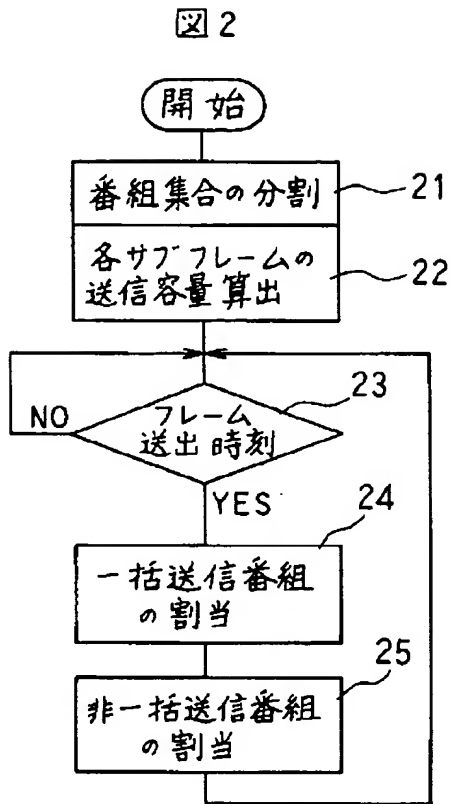 図2
開始
番組集合の分割
21
各サブフレームの
送信容量算出
22
フレーム
送出時刻
23
NO
YES
一括送信番組
の割当
24
非一括送信番組
の割当
25